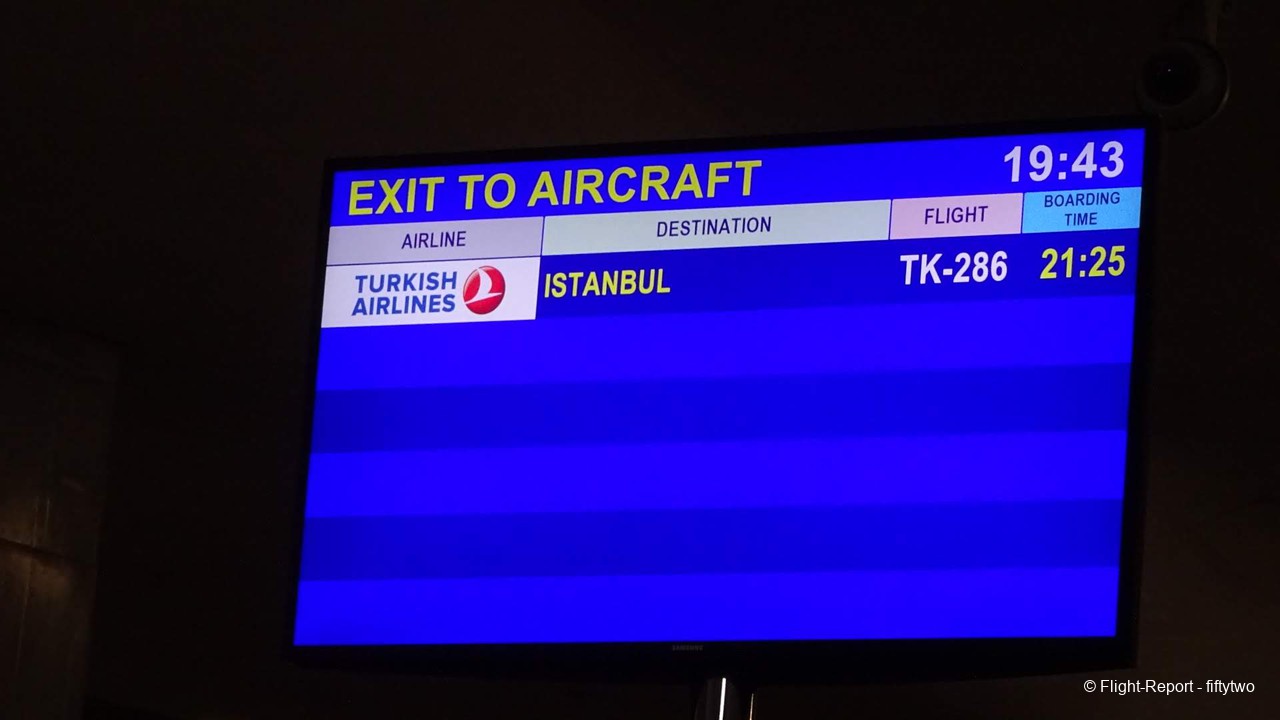 EXIT TO AIRCRAFT 19:43
AIRLINE DESTINATION FLIGHT BOARDING TIME
TURKISH AIRLINES ISTANBUL TK-286 21:25
SAMSUNG
© Flight-Report - fiftytwo